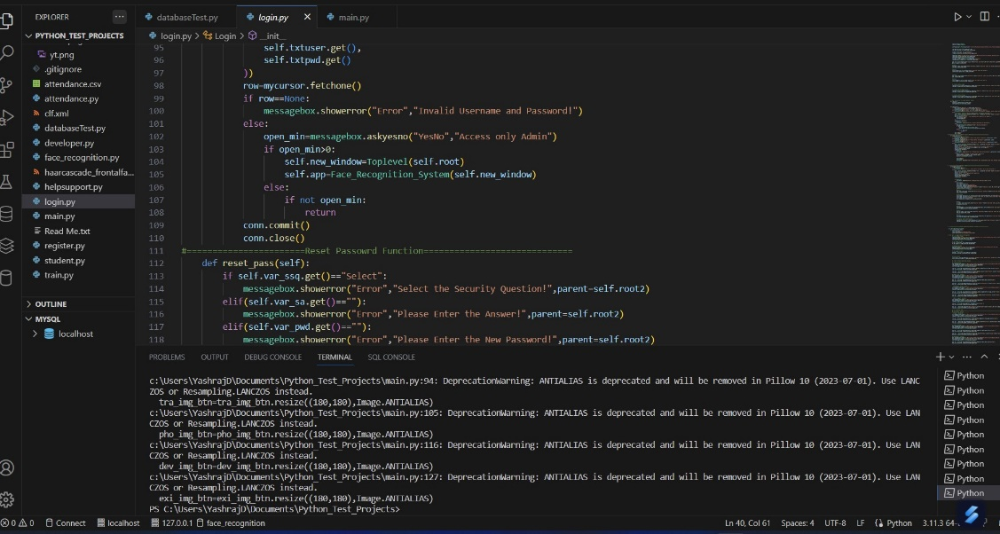 EXPLORER
···
databaseTest.py
login.py
main.py
PYTHON_TEST_PROJECTS
login.py > Login > __init__
yt.png
.gitignore
attendance.csv
attendance.py
clf.xml
databaseTest.py
developer.py
face_recognition.py
haarcascade_frontalfa...
helpsupport.py
login.py
main.py
Read Me.txt
register.py
student.py
train.py
OUTLINE
MYSQL
localhost
95 self.txtuser.get(),
96 self.txtpwd.get()
97 ))
98 row=mycursor.fetchone()
99 if row==None:
100 messagebox.showerror("Error","Invalid Username and Password!")
101 else:
102 open_min=messagebox.askyesno("YesNo","Access only Admin")
103 if open_min>0:
104 self.new_window=Toplevel(self.root)
105 self.app=Face_Recognition_System(self.new_window)
106 else:
107 if not open_min:
108 return
109 conn.commit()
110 conn.close()
111 #=======================Reset Passowrd Function=============================
112 def reset_pass(self):
113 if self.var_ssq.get()=="Select":
114 messagebox.showerror("Error","Select the Security Question!",parent=self.root2)
115 elif(self.var_sa.get()==""):
116 messagebox.showerror("Error","Please Enter the Answer!",parent=self.root2)
117 elif(self.var_pwd.get()==""):
118 messagebox.showerror("Error","Please Enter the New Password!",parent=self.root2)
PROBLEMS OUTPUT DEBUG CONSOLE TERMINAL SQL CONSOLE
c:\Users\YashrajD\Documents\Python_Test_Projects\main.py:94: DeprecationWarning: ANTIALIAS is deprecated and will be removed in Pillow 10 (2023-07-01). Use LANC
ZOS or Resampling.LANCZOS instead.
tra_img_btn=tra_img_btn.resize((180,180),Image.ANTIALIAS)
c:\Users\YashrajD\Documents\Python_Test_Projects\main.py:105: DeprecationWarning: ANTIALIAS is deprecated and will be removed in Pillow 10 (2023-07-01). Use LAN
CZOS or Resampling.LANCZOS instead.
pho_img_btn=pho_img_btn.resize((180,180),Image.ANTIALIAS)
c:\Users\YashrajD\Documents\Python_Test_Projects\main.py:116: DeprecationWarning: ANTIALIAS is deprecated and will be removed in Pillow 10 (2023-07-01). Use LAN
CZOS or Resampling.LANCZOS instead.
dev_img_btn=dev_img_btn.resize((180,180),Image.ANTIALIAS)
c:\Users\YashrajD\Documents\Python_Test_Projects\main.py:127: DeprecationWarning: ANTIALIAS is deprecated and will be removed in Pillow 10 (2023-07-01). Use LAN
CZOS or Resampling.LANCZOS instead.
exi_img_btn=exi_img_btn.resize((180,180),Image.ANTIALIAS)
PS C:\Users\YashrajD\Documents\Python_Test_Projects>
Python
Python
Python
Python
Python
Python
Python
Python
Python
0 0 Connect localhost 127.0.0.1 face_recognition Ln 40, Col 61 Spaces: 4 UTF-8 LF Python 3.11.3 64-